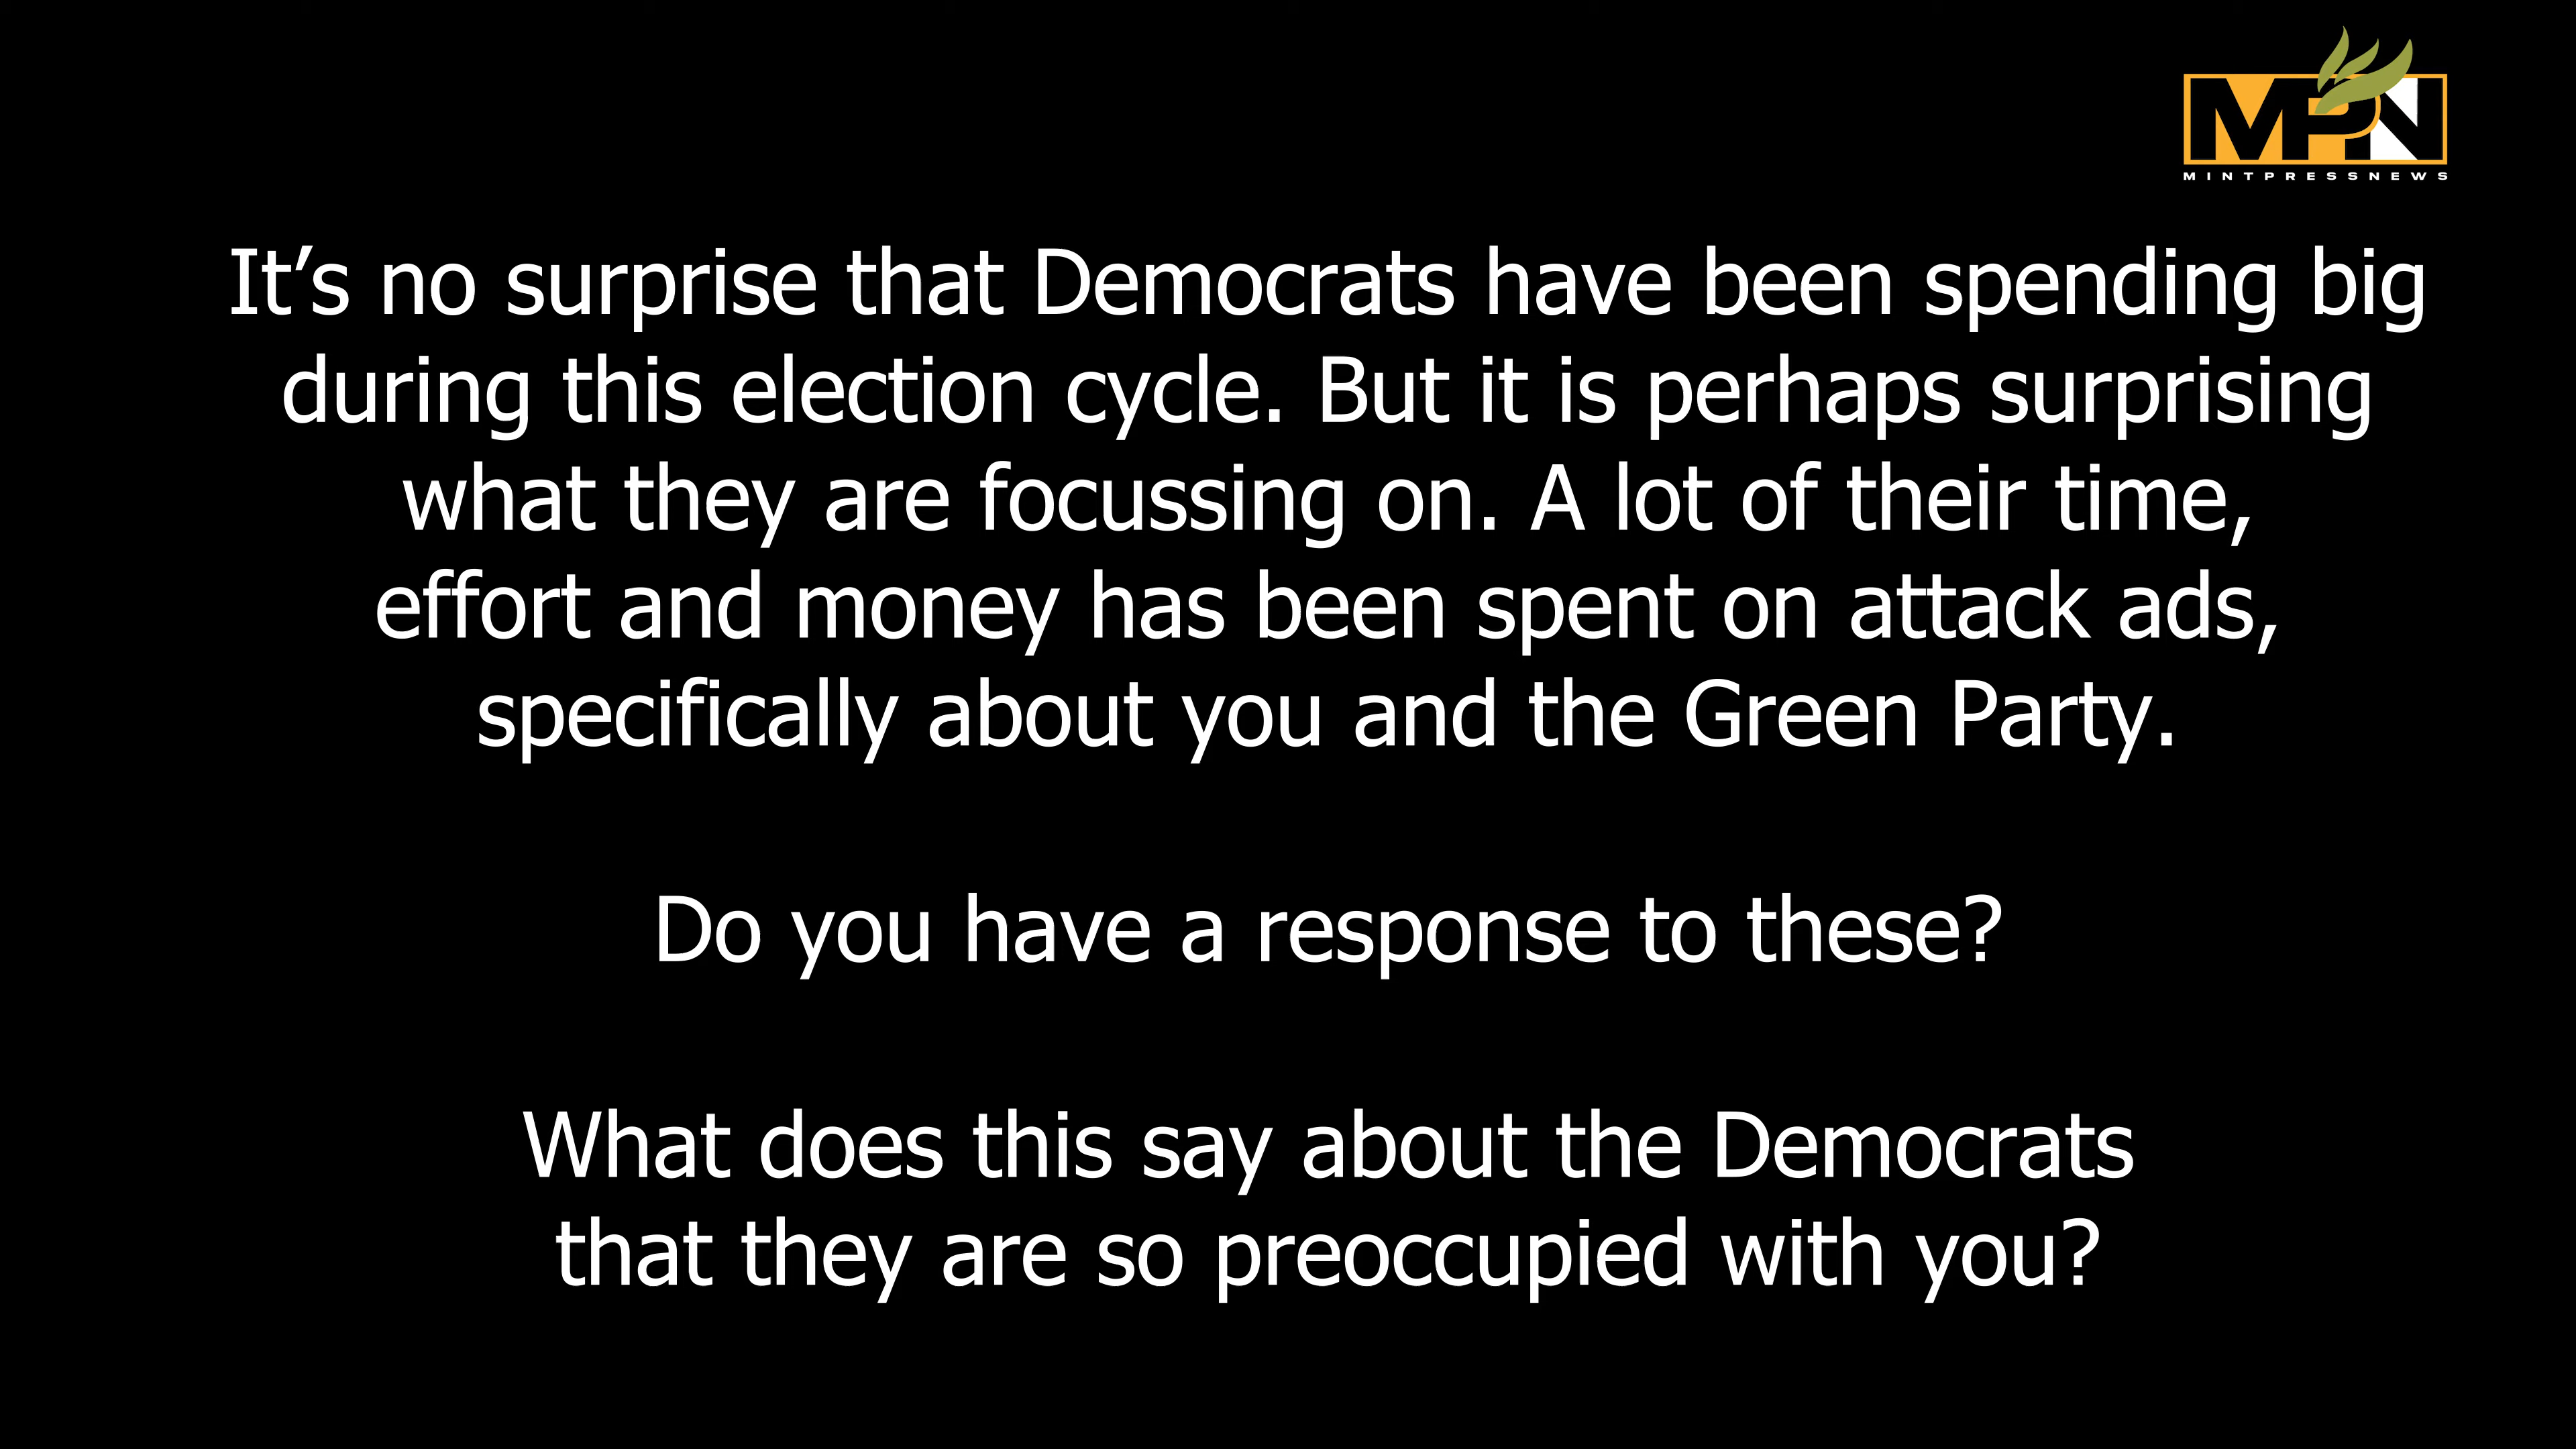 MPN
MINTPRESSNEWS
It’s no surprise that Democrats have been spending big
during this election cycle. But it is perhaps surprising
what they are focussing on. A lot of their time,
effort and money has been spent on attack ads,
specifically about you and the Green Party.
Do you have a response to these?
What does this say about the Democrats
that they are so preoccupied with you?